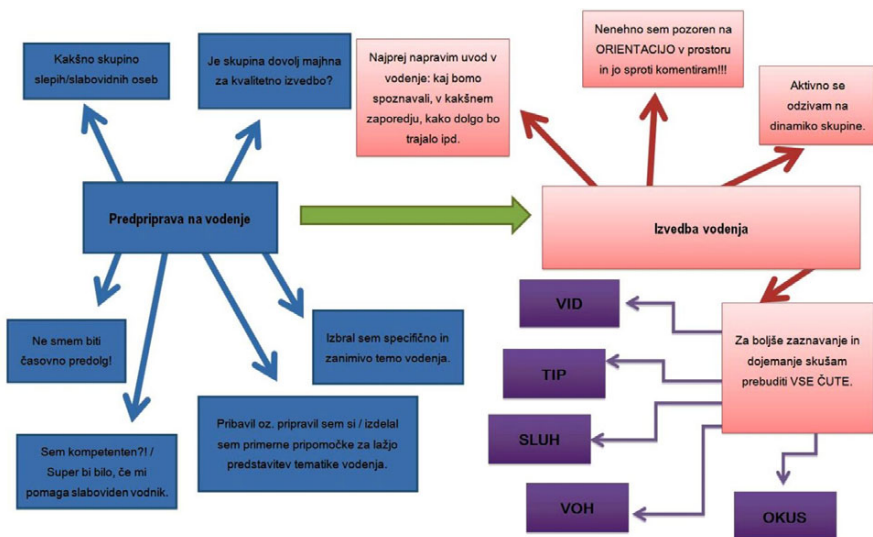 Kakšno skupino
slepih/slabovidnih oseb
Je skupina dovolj majhna
za kvalitetno izvedbo?
Najprej napravim uvod v
vodenje: kaj bomo
spoznavali, v kakšnem
zaporedju, kako dolgo bo
trajalo ipd.
Nenehno sem pozoren na
ORIENTACIJO v prostoru
in jo sproti komentiram!!!
Aktivno se
odzivam na
dinamiko skupine.
Predpriprava na vodenje
Izvedba vodenja
Ne smem biti
časovno predolg!
Izbral sem specifično in
zanimivo temo vodenja.
Sem kompetenten?! /
Super bi bilo, če mi
pomaga slaboviden vodnik.
Pribavil oz. pripravil sem si / izdelal
sem primerne pripomočke za lažjo
predstavitev tematike vodenja.
Za boljše zaznavanje in
dojemanje skušam
prebuditi VSE ČUTE.
VID
TIP
SLUH
VOH
OKUS